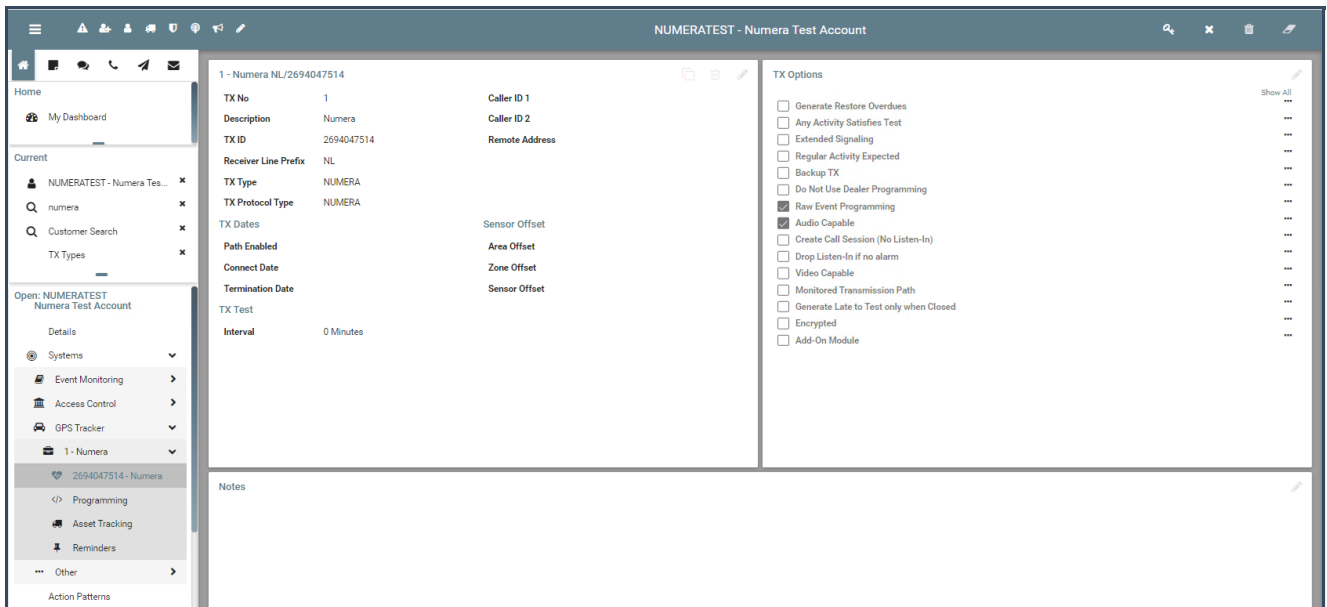 NUMERATEST - Numera Test Account
Home
My Dashboard
Current
NUMERATEST - Numera Tes...
numera
Customer Search
TX Types
Open: NUMERATEST
Numera Test Account
Details
Systems
Event Monitoring
Access Control
GPS Tracker
1 - Numera
2694047514 - Numera
Programming
Asset Tracking
Reminders
Other
Action Patterns
1 - Numera NL/2694047514
TX No 1 Caller ID 1
Description Numera Caller ID 2
TX ID 2694047514 Remote Address
Receiver Line Prefix NL
TX Type NUMERA
TX Protocol Type NUMERA
TX Dates Sensor Offset
Path Enabled Area Offset
Connect Date Zone Offset
Termination Date Sensor Offset
TX Test
Interval 0 Minutes
TX Options
Show All
Generate Restore Overdues
Any Activity Satisfies Test
Extended Signaling
Regular Activity Expected
Backup TX
Do Not Use Dealer Programming
Raw Event Programming
Audio Capable
Create Call Session (No Listen-In)
Drop Listen-In if no alarm
Video Capable
Monitored Transmission Path
Generate Late to Test only when Closed
Encrypted
Add-On Module
Notes